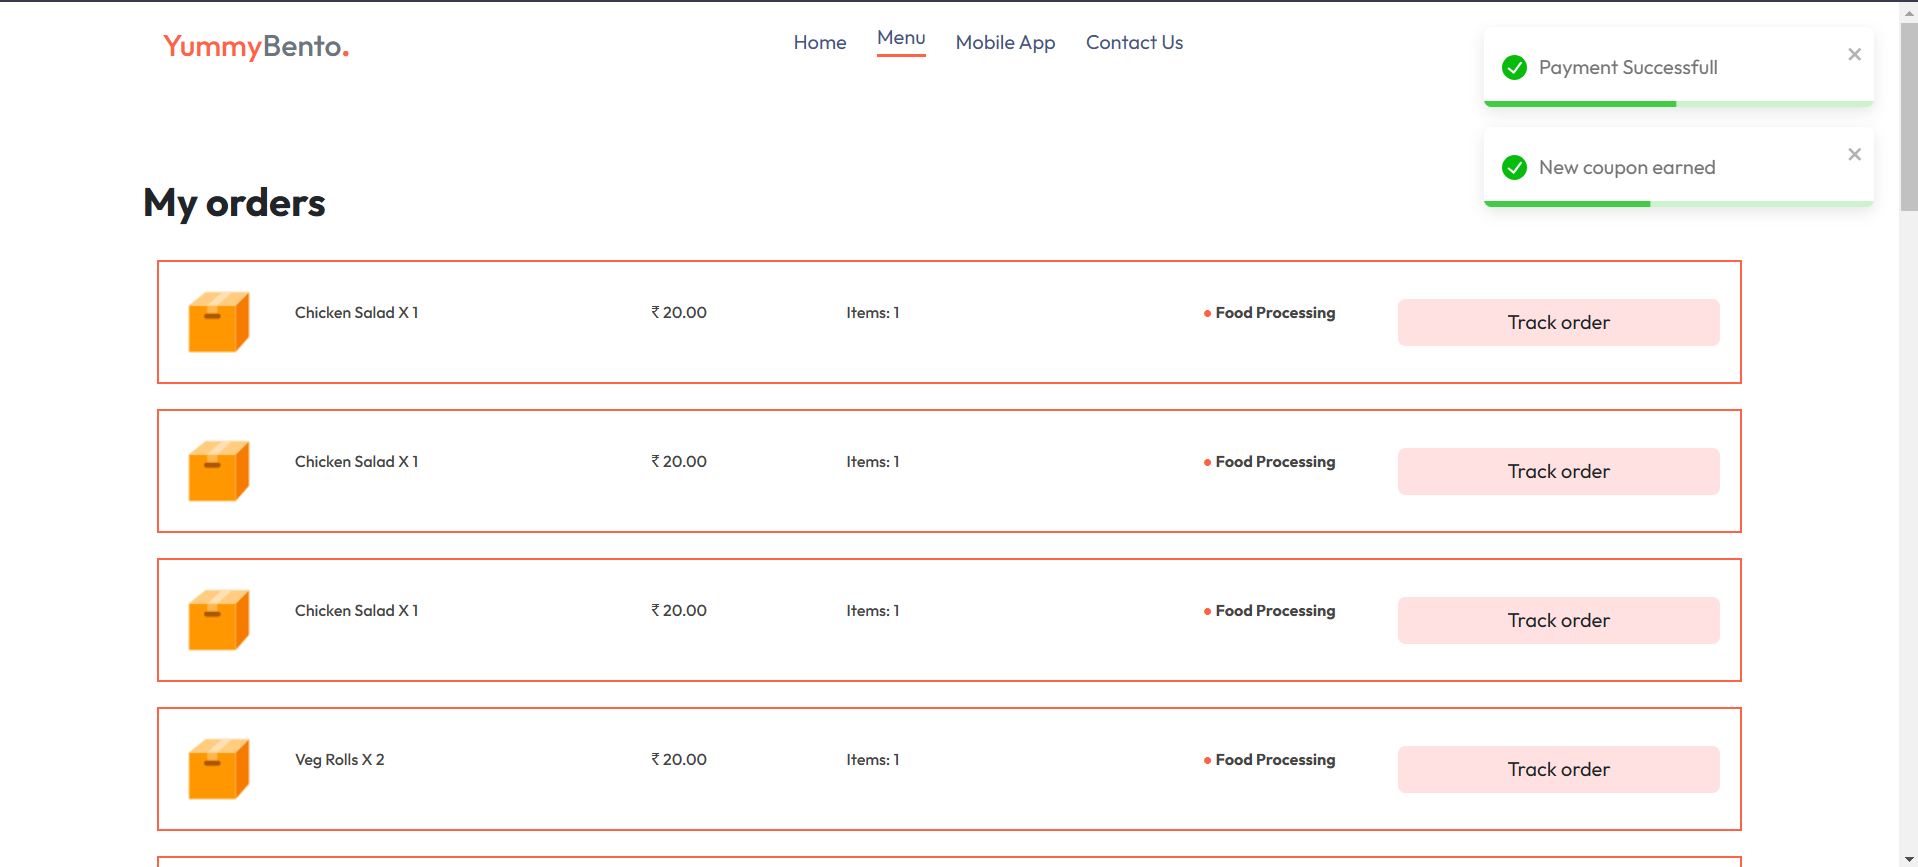 YummyBento.
Home Menu Mobile App Contact Us
Payment Successfull
New coupon earned
My orders
Chicken Salad X 1 ₹ 20.00 Items: 1 • Food Processing Track order
Chicken Salad X 1 ₹ 20.00 Items: 1 • Food Processing Track order
Chicken Salad X 1 ₹ 20.00 Items: 1 • Food Processing Track order
Veg Rolls X 2 ₹ 20.00 Items: 1 • Food Processing Track order